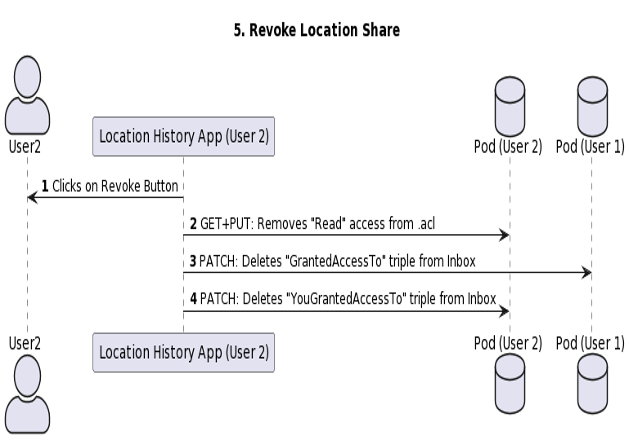 5. Revoke Location Share
User2
Location History App (User 2)
Pod (User 2)
Pod (User 1)
1 Clicks on Revoke Button
2 GET+PUT: Removes "Read" access from .acl
3 PATCH: Deletes "GrantedAccessTo" triple from Inbox
4 PATCH: Deletes "YouGrantedAccessTo" triple from Inbox
User2
Location History App (User 2)
Pod (User 2)
Pod (User 1)